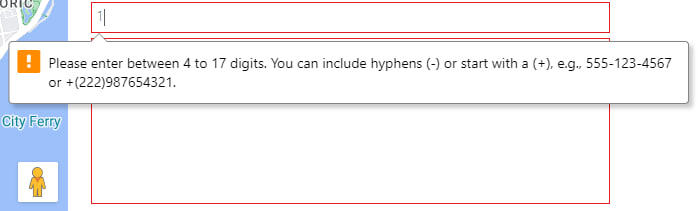 ORIC
1
Please enter between 4 to 17 digits. You can include hyphens (-) or start with a (+), e.g., 555-123-4567
or +(222)987654321.
City Ferry